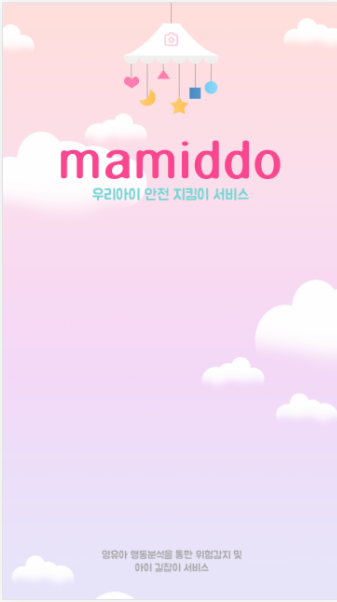 mamiddo
우리아이 안전 지킴이 서비스
영유아 행동분석을 통한 위험감지 및
아이 길잡이 서비스